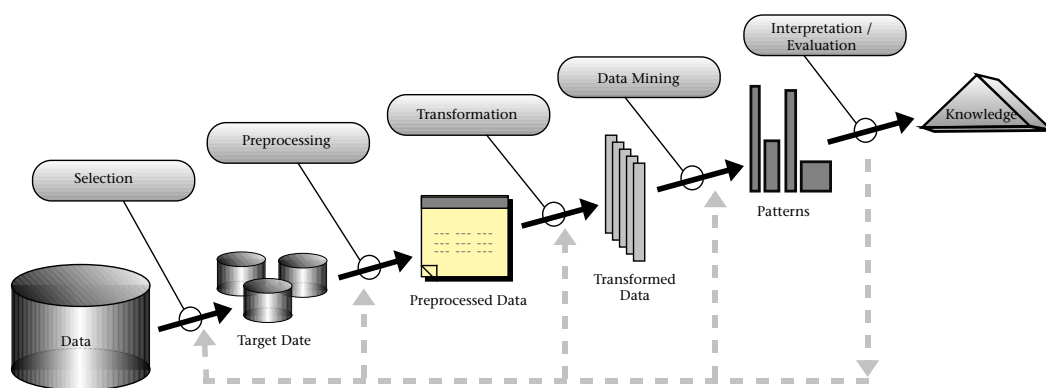 Interpretation /
Evaluation
Data Mining
Knowledge
Transformation
Preprocessing
Selection
Patterns
Transformed
Data
Preprocessed Data
Target Date
Data